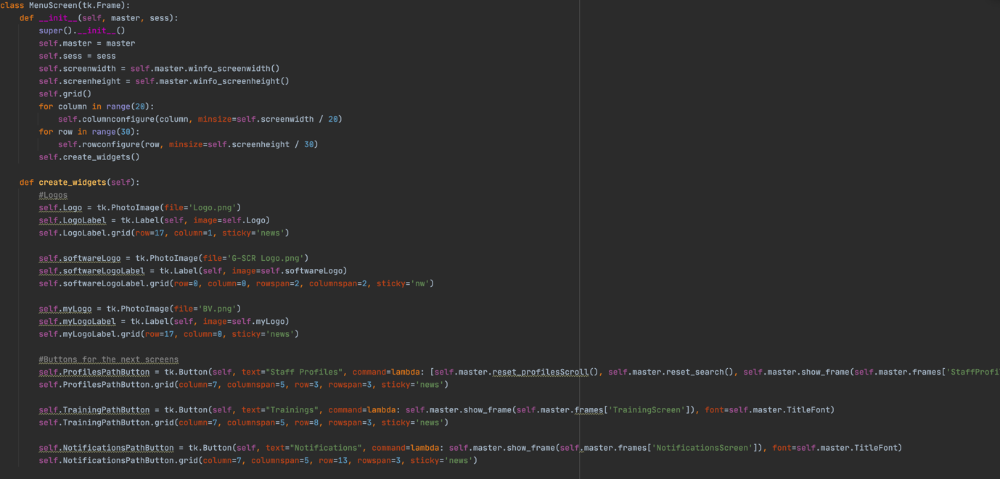 class MenuScreen(tk.Frame):
    def __init__(self, master, sess):
        super().__init__()
        self.master = master
        self.sess = sess
        self.screenwidth = self.master.winfo_screenwidth()
        self.screenheight = self.master.winfo_screenheight()
        self.grid()
        for column in range(20):
            self.columnconfigure(column, minsize=self.screenwidth / 20)
        for row in range(30):
            self.rowconfigure(row, minsize=self.screenheight / 30)
        self.create_widgets()

    def create_widgets(self):
        #Logos
        self.Logo = tk.PhotoImage(file='Logo.png')
        self.LogoLabel = tk.Label(self, image=self.Logo)
        self.LogoLabel.grid(row=17, column=1, sticky='news')

        self.softwareLogo = tk.PhotoImage(file='G-SCR Logo.png')
        self.softwareLogoLabel = tk.Label(self, image=self.softwareLogo)
        self.softwareLogoLabel.grid(row=0, column=0, rowspan=2, columnspan=2, sticky='nw')

        self.myLogo = tk.PhotoImage(file='BV.png')
        self.myLogoLabel = tk.Label(self, image=self.myLogo)
        self.myLogoLabel.grid(row=17, column=0, sticky='news')

        #Buttons for the next screens
        self.ProfilesPathButton = tk.Button(self, text="Staff Profiles", command=lambda: [self.master.reset_profilesScroll(), self.master.reset_search(), self.master.show_frame(self.master.frames['StaffProfi
        self.ProfilesPathButton.grid(column=7, columnspan=5, row=3, rowspan=3, sticky='news')

        self.TrainingPathButton = tk.Button(self, text="Trainings", command=lambda: self.master.show_frame(self.master.frames['TrainingScreen']), font=self.master.TitleFont)
        self.TrainingPathButton.grid(column=7, columnspan=5, row=8, rowspan=3, sticky='news')

        self.NotificationsPathButton = tk.Button(self, text="Notifications", command=lambda: self.master.show_frame(self.master.frames['NotificationsScreen']), font=self.master.TitleFont)
        self.NotificationsPathButton.grid(column=7, columnspan=5, row=13, rowspan=3, sticky='news')